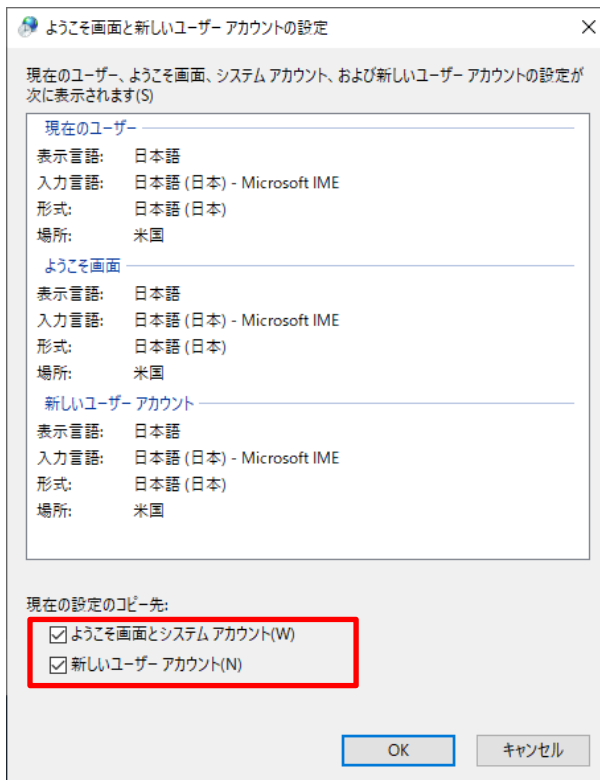 ようこそ画面と新しいユーザー アカウントの設定
現在のユーザー、ようこそ画面、システム アカウント、および新しいユーザー アカウントの設定が
次に表示されます(S)
現在のユーザー
表示言語: 日本語
入力言語: 日本語 (日本) - Microsoft IME
形式: 日本語 (日本)
場所: 米国
ようこそ画面
表示言語: 日本語
入力言語: 日本語 (日本) - Microsoft IME
形式: 日本語 (日本)
場所: 米国
新しいユーザー アカウント
表示言語: 日本語
入力言語: 日本語 (日本) - Microsoft IME
形式: 日本語 (日本)
場所: 米国
現在の設定のコピー先:
ようこそ画面とシステム アカウント(W)
新しいユーザー アカウント(N)
OK キャンセル